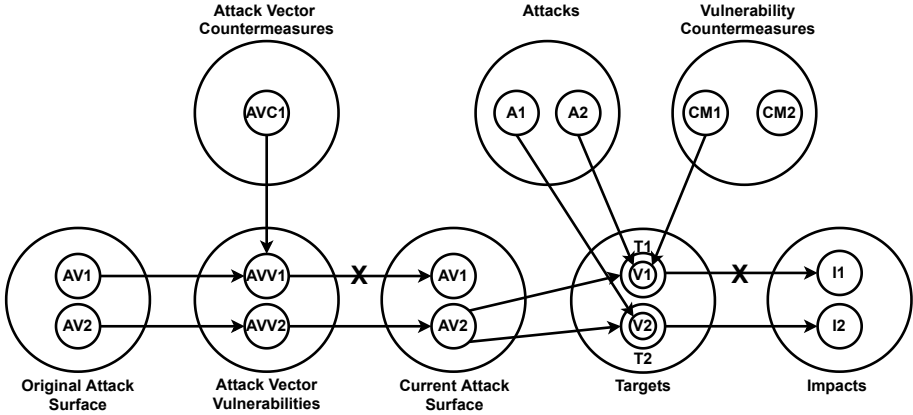 Attack Vector
Countermeasures
Attacks
Vulnerability
Countermeasures
AVC1
A1
A2
CM1
CM2
T1
AV1
AVV1
X
AV1
V1
X
I1
AV2
AVV2
AV2
V2
I2
T2
Original Attack
Surface
Attack Vector
Vulnerabilities
Current Attack
Surface
Targets
Impacts